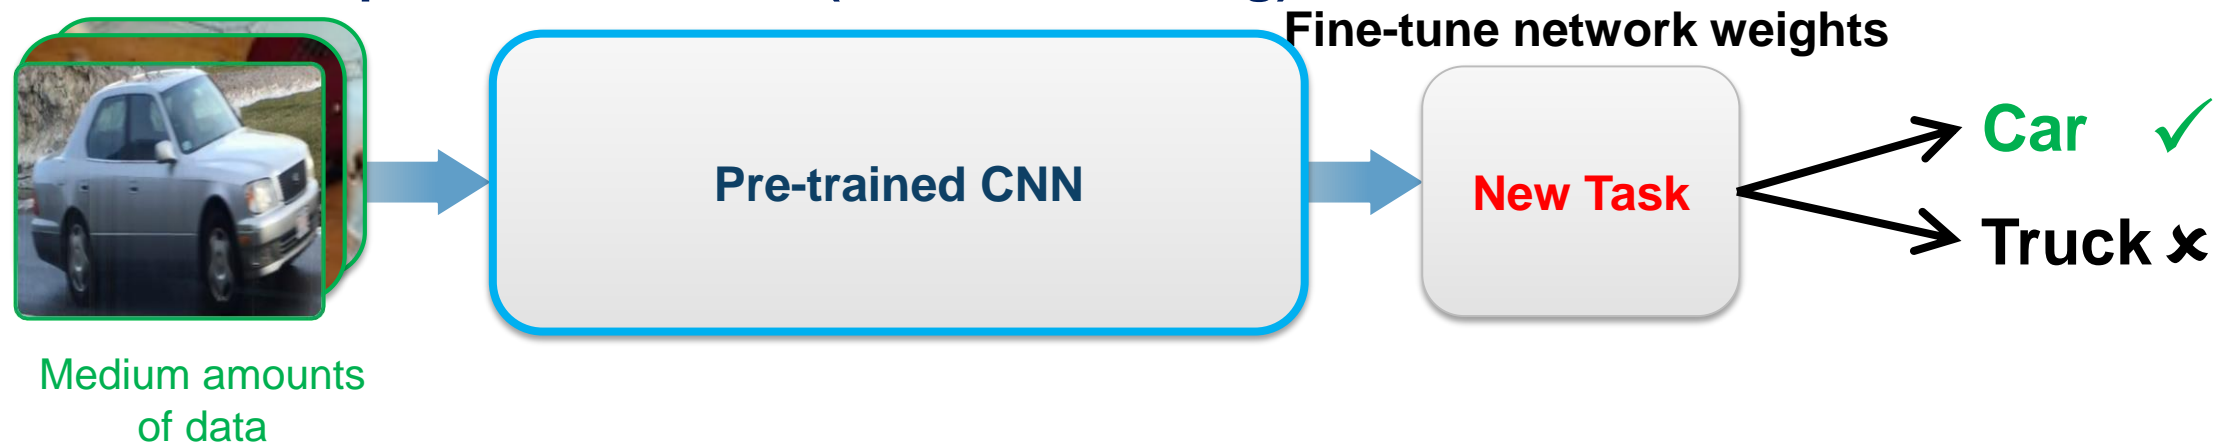 Fine-tune network weights
Pre-trained CNN
New Task
Car ✓
Truck ✘
Medium amounts
of data